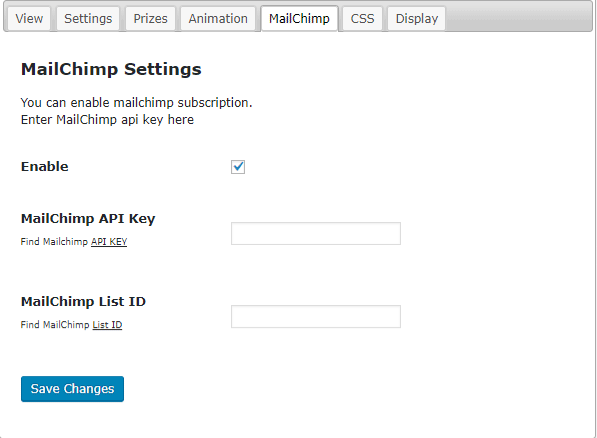 View Settings Prizes Animation MailChimp CSS Display
MailChimp Settings
You can enable mailchimp subscription.
Enter MailChimp api key here
Enable
MailChimp API Key
Find Mailchimp API KEY
MailChimp List ID
Find MailChimp List ID
Save Changes